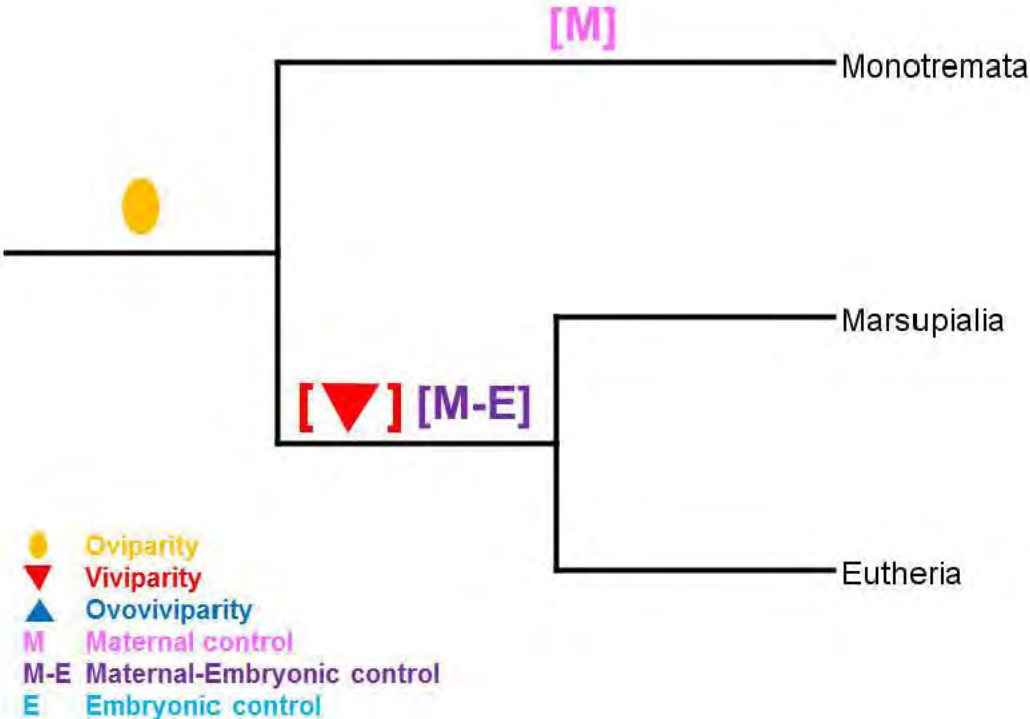 [M]
Monotremata
Marsupialia
[ ] [M-E]
Eutheria
Oviparity
Viviparity
Ovoviviparity
M Maternal control
M-E Maternal-Embryonic control
E Embryonic control